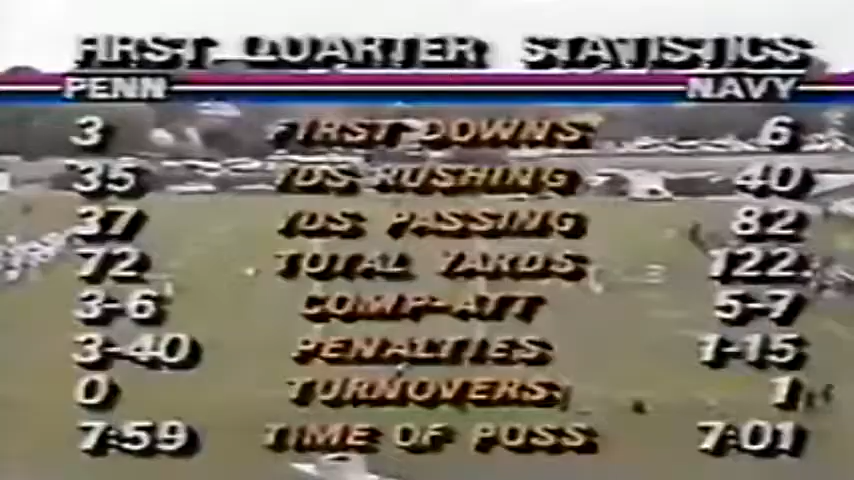 FIRST QUARTER STATISTICS
PENN NAVY
3 FIRST DOWNS 6
35 YDS RUSHING 40
37 YDS PASSING 82
72 TOTAL YARDS 122
3-6 COMP-ATT 5-7
3-40 PENALTIES 1-15
0 TURNOVERS 1
7:59 TIME OF POSS 7:01